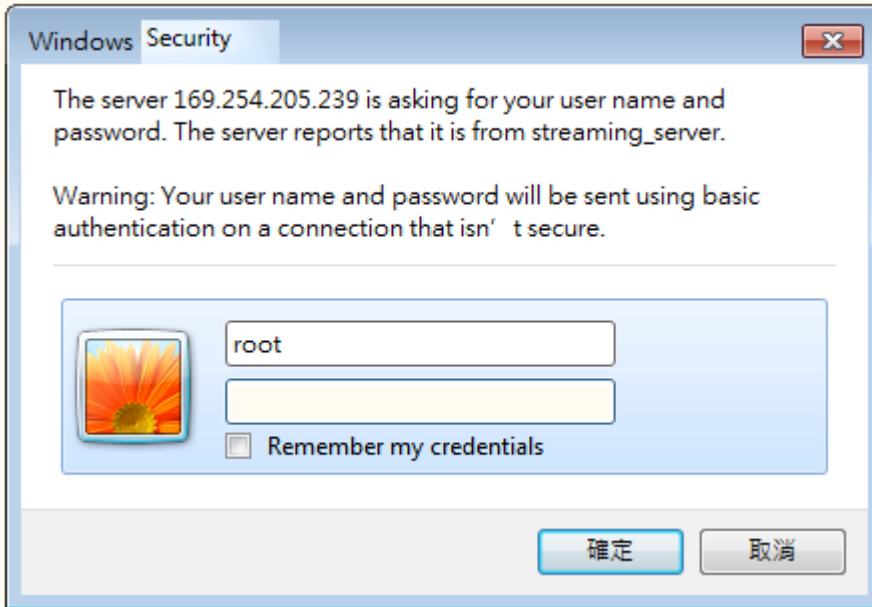 Windows Security
The server 169.254.205.239 is asking for your user name and
password. The server reports that it is from streaming_server.
Warning: Your user name and password will be sent using basic
authentication on a connection that isn’ t secure.
root
Remember my credentials
確定
取消